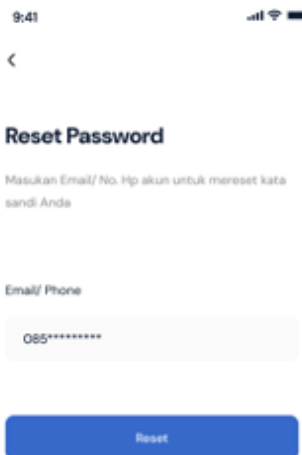 9:41
Reset Password
Masukan Email/ No. Hp akun untuk mereset kata
sandi Anda
Email/ Phone
085*********
Reset